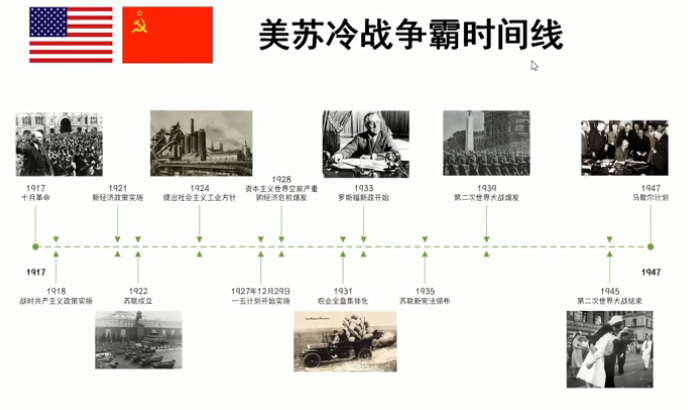 美苏冷战争霸时间线
1917
十月革命
1921
新经济政策实施
1924
提出社会主义工业方针
1928
资本主义世界空前严重
的经济危机爆发
1933
罗斯福新政开始
1939
第二次世界大战爆发
1947
马歇尔计划
1917
1947
1918
战时共产主义政策实施
1922
苏联成立
1927年12月29日
一五计划开始实施
1931
农业全盘集体化
1935
苏联新宪法颁布
1945
第二次世界大战结束